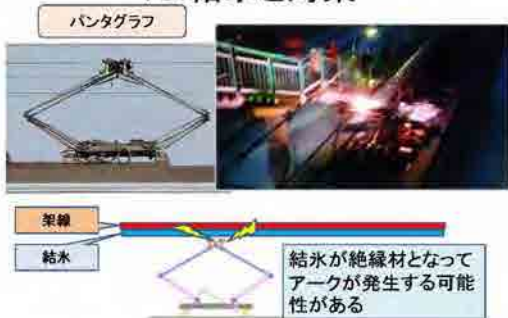 パンタグラフ
架線
結氷
結氷が絶縁材となって
アークが発生する可能
性がある